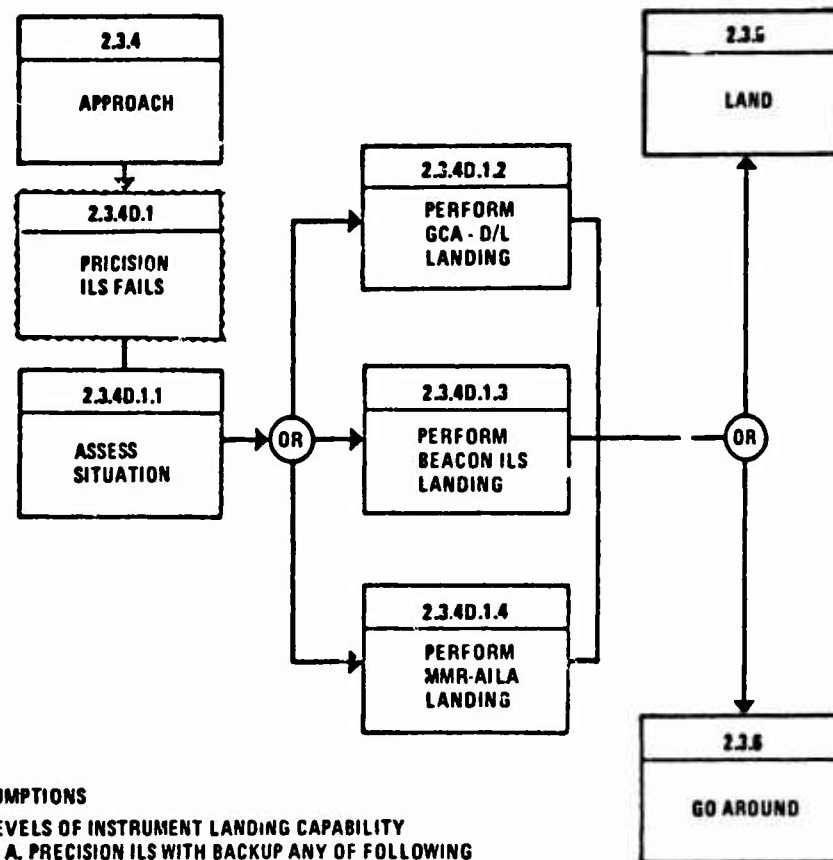 2.3.4
APPROACH
2.3.4D.1
PRICISION
ILS FAILS
2.3.4D.1.1
ASSESS
SITUATION
OR
2.3.4D.1.2
PERFORM
GCA - D/L
LANDING
2.3.4D.1.3
PERFORM
BEACON ILS
LANDING
2.3.4D.1.4
PERFORM
MMR-AILA
LANDING
OR
2.3.5
LAND
2.3.6
GO AROUND
UMPTIONS
EVELS OF INSTRUMENT LANDING CAPABILITY
A. PRECISION ILS WITH BACKUP ANY OF FOLLOWING